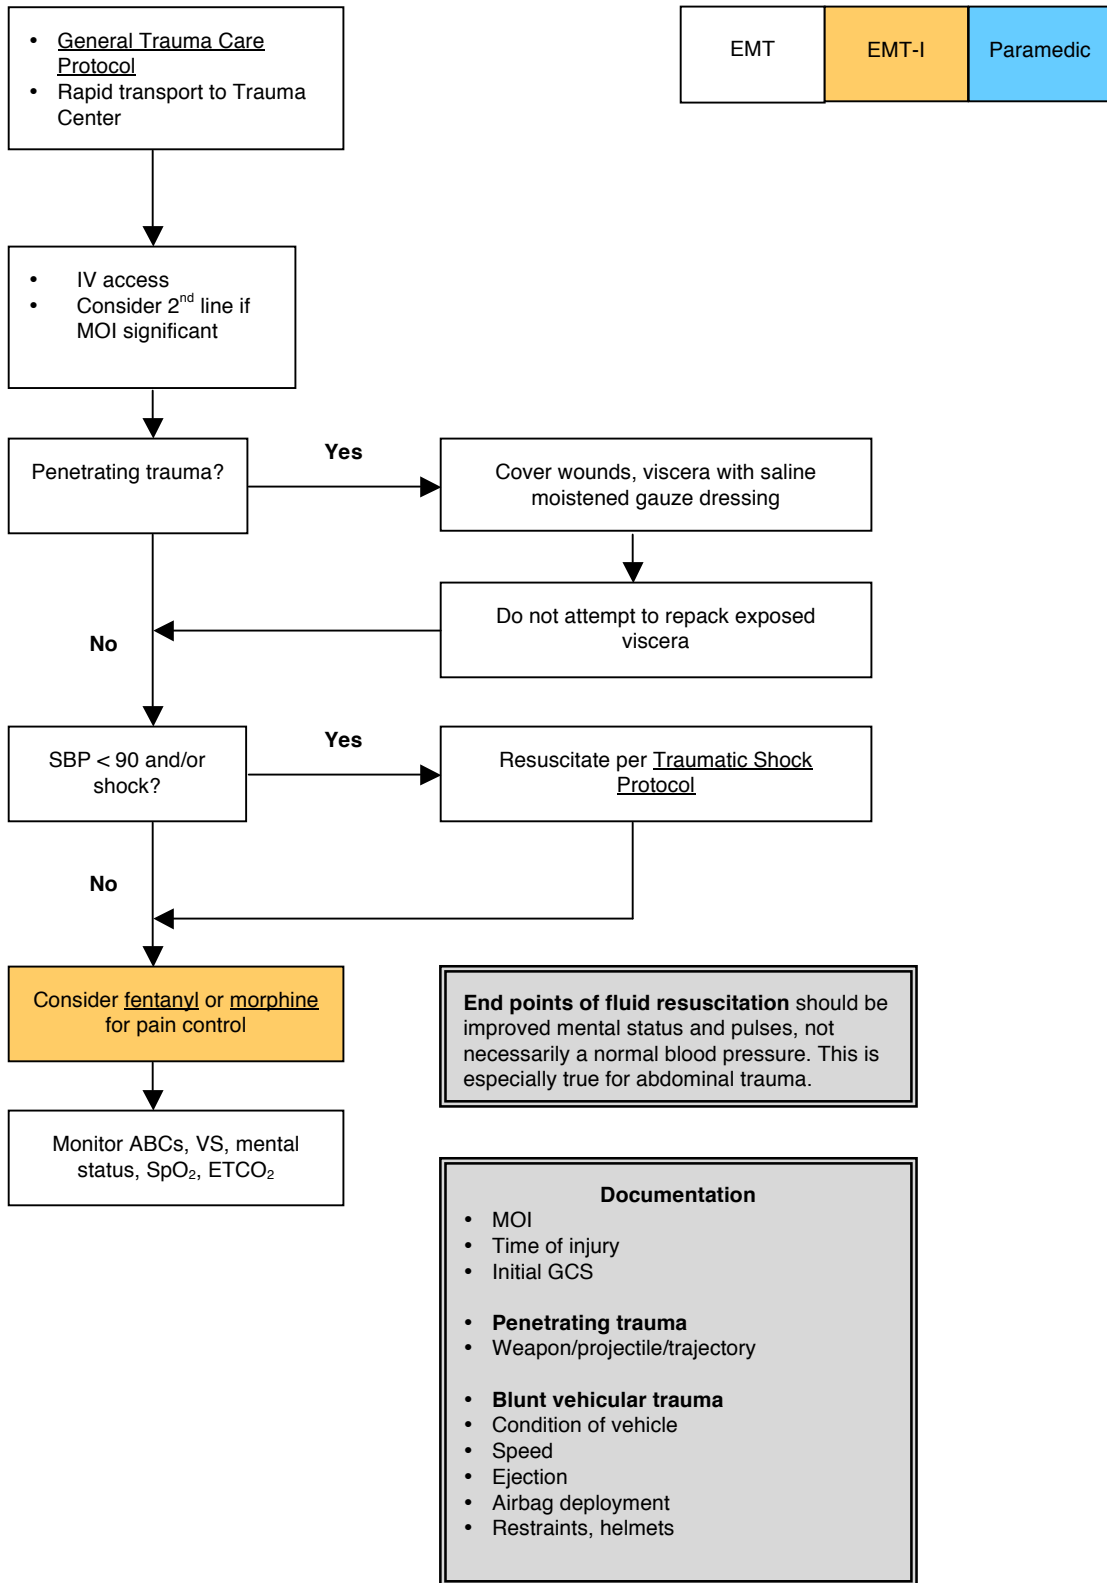 • General Trauma Care
Protocol
• Rapid transport to Trauma
Center
EMT
EMT-I
Paramedic
• IV access
• Consider 2nd line if
MOI significant
Penetrating trauma?
Yes
Cover wounds, viscera with saline
moistened gauze dressing
Do not attempt to repack exposed
viscera
No
SBP < 90 and/or
shock?
Yes
Resuscitate per Traumatic Shock
Protocol
No
Consider fentanyl or morphine
for pain control
Monitor ABCs, VS, mental
status, SpO₂, ETCO₂
End points of fluid resuscitation should be
improved mental status and pulses, not
necessarily a normal blood pressure. This is
especially true for abdominal trauma.
Documentation
• MOI
• Time of injury
• Initial GCS
• Penetrating trauma
• Weapon/projectile/trajectory
• Blunt vehicular trauma
• Condition of vehicle
• Speed
• Ejection
• Airbag deployment
• Restraints, helmets